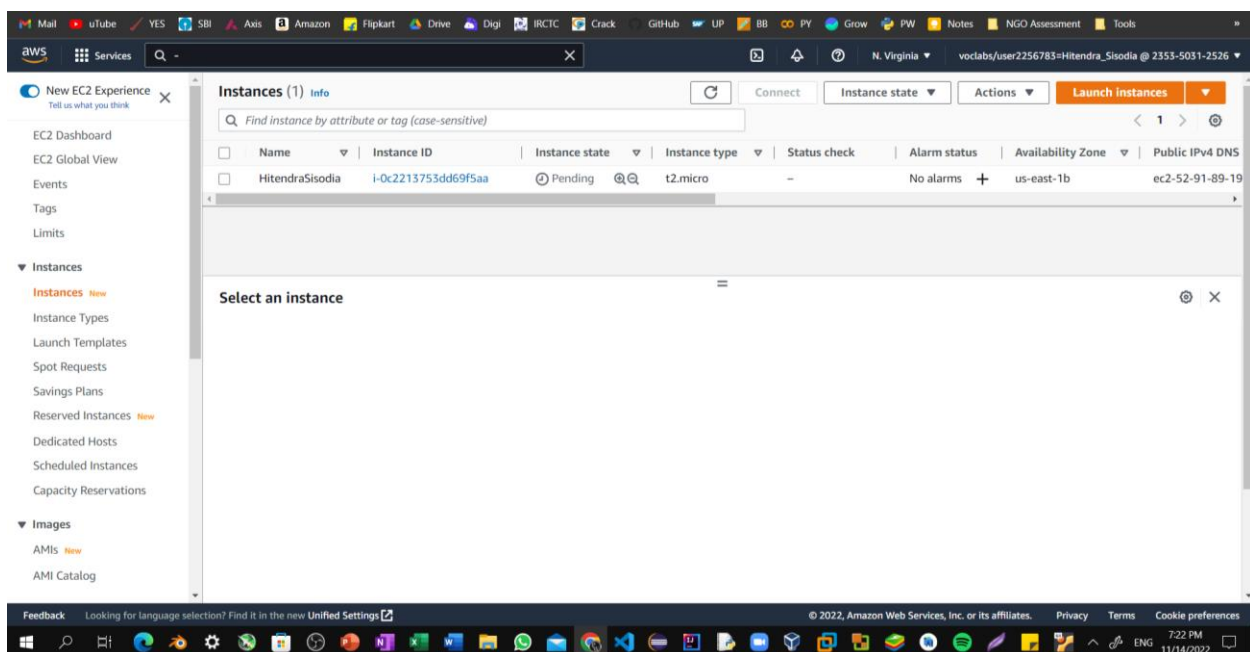 Mail uTube YES SBI Axis Amazon Flipkart Drive Digi IRCTC Crack GitHub UP BB PY Grow PW Notes NGO Assessment Tools »
aws Services - N. Virginia ▼ voclabs/user2256783=Hitendra_Sisodia @ 2353-5031-2526 ▼
New EC2 Experience
Tell us what you think
EC2 Dashboard
EC2 Global View
Events
Tags
Limits
▼ Instances
Instances New
Instance Types
Launch Templates
Spot Requests
Savings Plans
Reserved Instances New
Dedicated Hosts
Scheduled Instances
Capacity Reservations
▼ Images
AMIs New
AMI Catalog
Instances (1) Info Connect Instance state ▼ Actions ▼ Launch instances ▼
Find instance by attribute or tag (case-sensitive) < 1 >
Name Instance ID Instance state Instance type Status check Alarm status Availability Zone Public IPv4 DNS
HitendraSisodia i-0c2213753dd69f5aa Pending t2.micro – No alarms + us-east-1b ec2-52-91-89-19
Select an instance
Feedback Looking for language selection? Find it in the new Unified Settings © 2022, Amazon Web Services, Inc. or its affiliates. Privacy Terms Cookie preferences
ENG 7:22 PM
11/14/2022